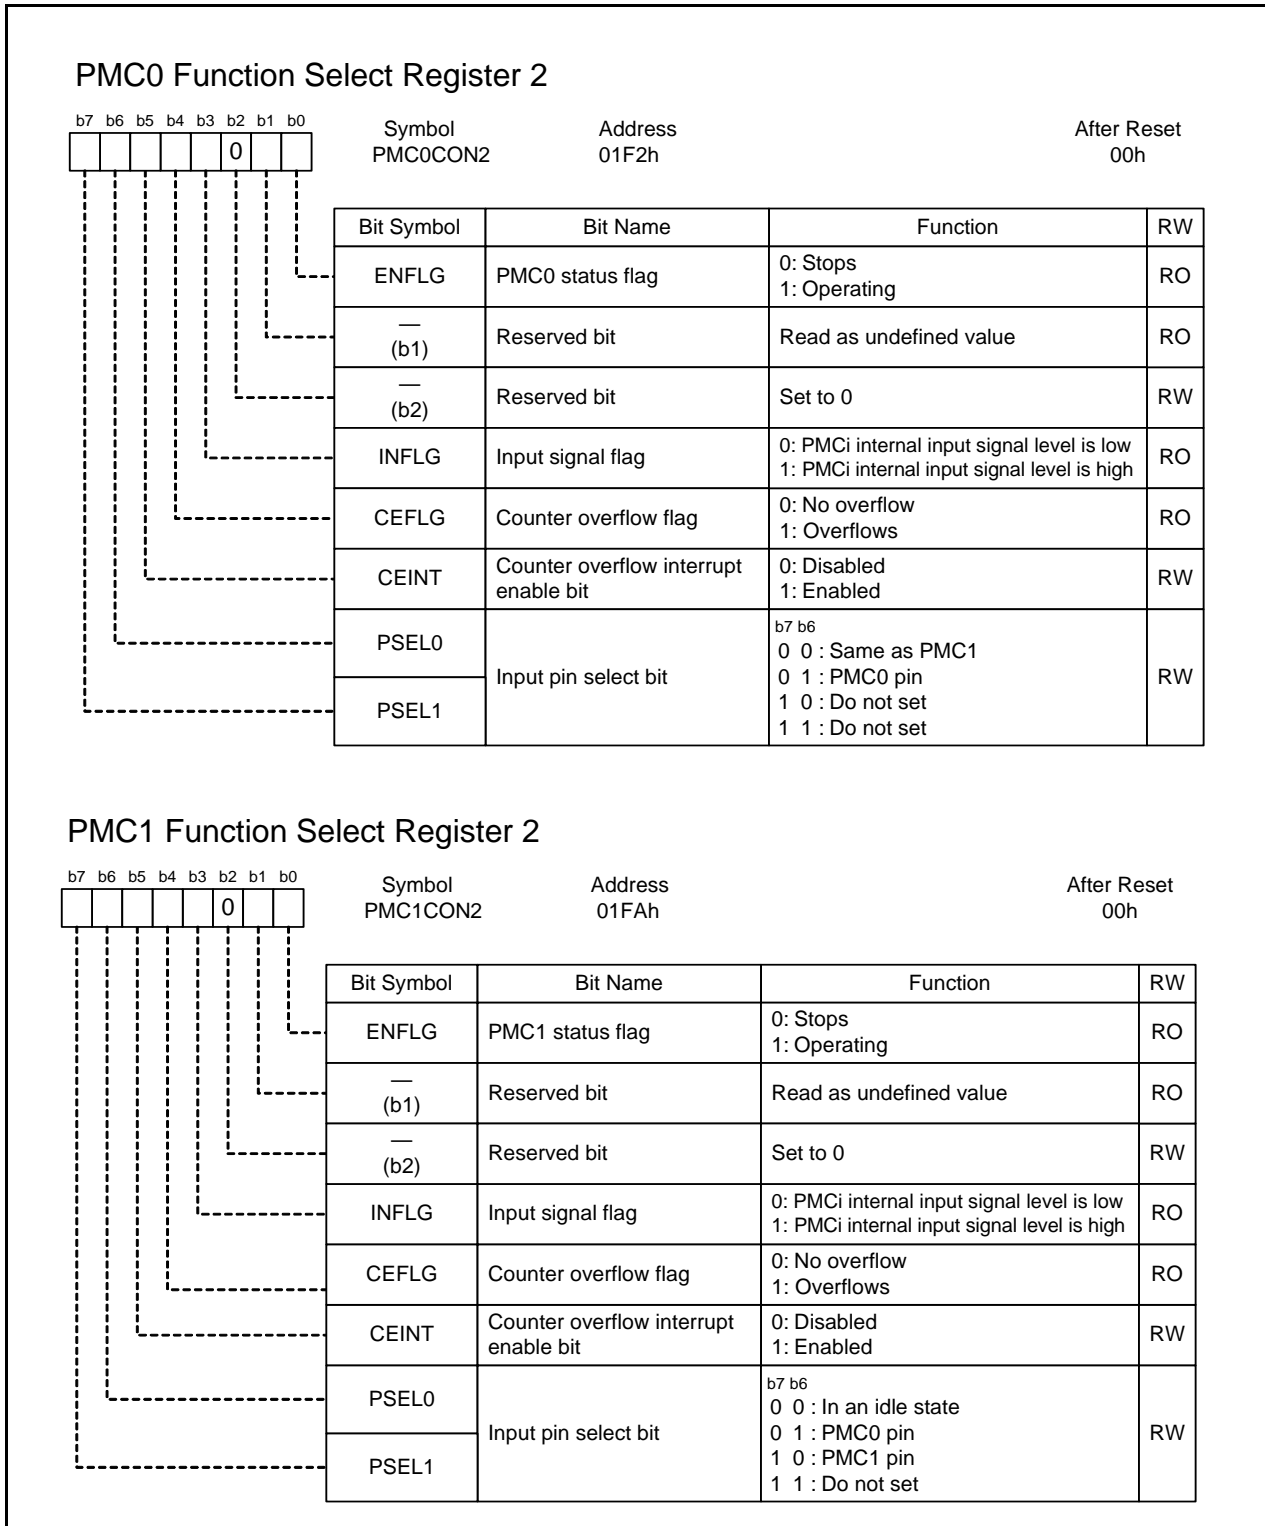 PMC0 Function Select Register 2
b7 b6 b5 b4 b3 b2 b1 b0
Symbol Address After Reset
0
PMC0CON2 01F2h 00h
Bit Symbol Bit Name Function RW
ENFLG PMC0 status flag 0: Stops
1: Operating RO
—
(b1) Reserved bit Read as undefined value RO
—
(b2) Reserved bit Set to 0 RW
INFLG Input signal flag 0: PMCi internal input signal level is low
1: PMCi internal input signal level is high RO
CEFLG Counter overflow flag 0: No overflow
1: Overflows RO
CEINT Counter overflow interrupt
enable bit 0: Disabled
1: Enabled RW
PSEL0
PSEL1
Input pin select bit
b7 b6
0 0 : Same as PMC1
0 1 : PMC0 pin
1 0 : Do not set
1 1 : Do not set
RW
PMC1 Function Select Register 2
b7 b6 b5 b4 b3 b2 b1 b0
Symbol Address After Reset
0
PMC1CON2 01FAh 00h
Bit Symbol Bit Name Function RW
ENFLG PMC1 status flag 0: Stops
1: Operating RO
—
(b1) Reserved bit Read as undefined value RO
—
(b2) Reserved bit Set to 0 RW
INFLG Input signal flag 0: PMCi internal input signal level is low
1: PMCi internal input signal level is high RO
CEFLG Counter overflow flag 0: No overflow
1: Overflows RO
CEINT Counter overflow interrupt
enable bit 0: Disabled
1: Enabled RW
PSEL0
PSEL1
Input pin select bit
b7 b6
0 0 : In an idle state
0 1 : PMC0 pin
1 0 : PMC1 pin
1 1 : Do not set
RW